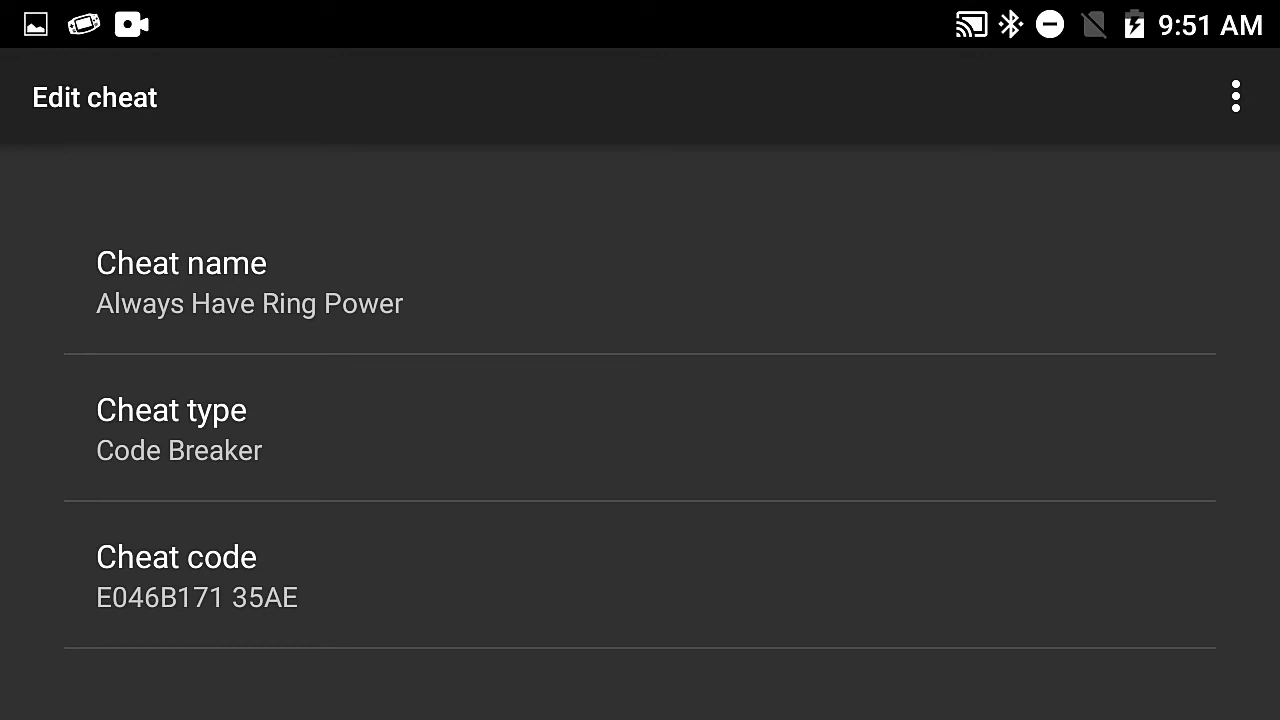 9:51 AM
Edit cheat
Cheat name
Always Have Ring Power
Cheat type
Code Breaker
Cheat code
E046B171 35AE